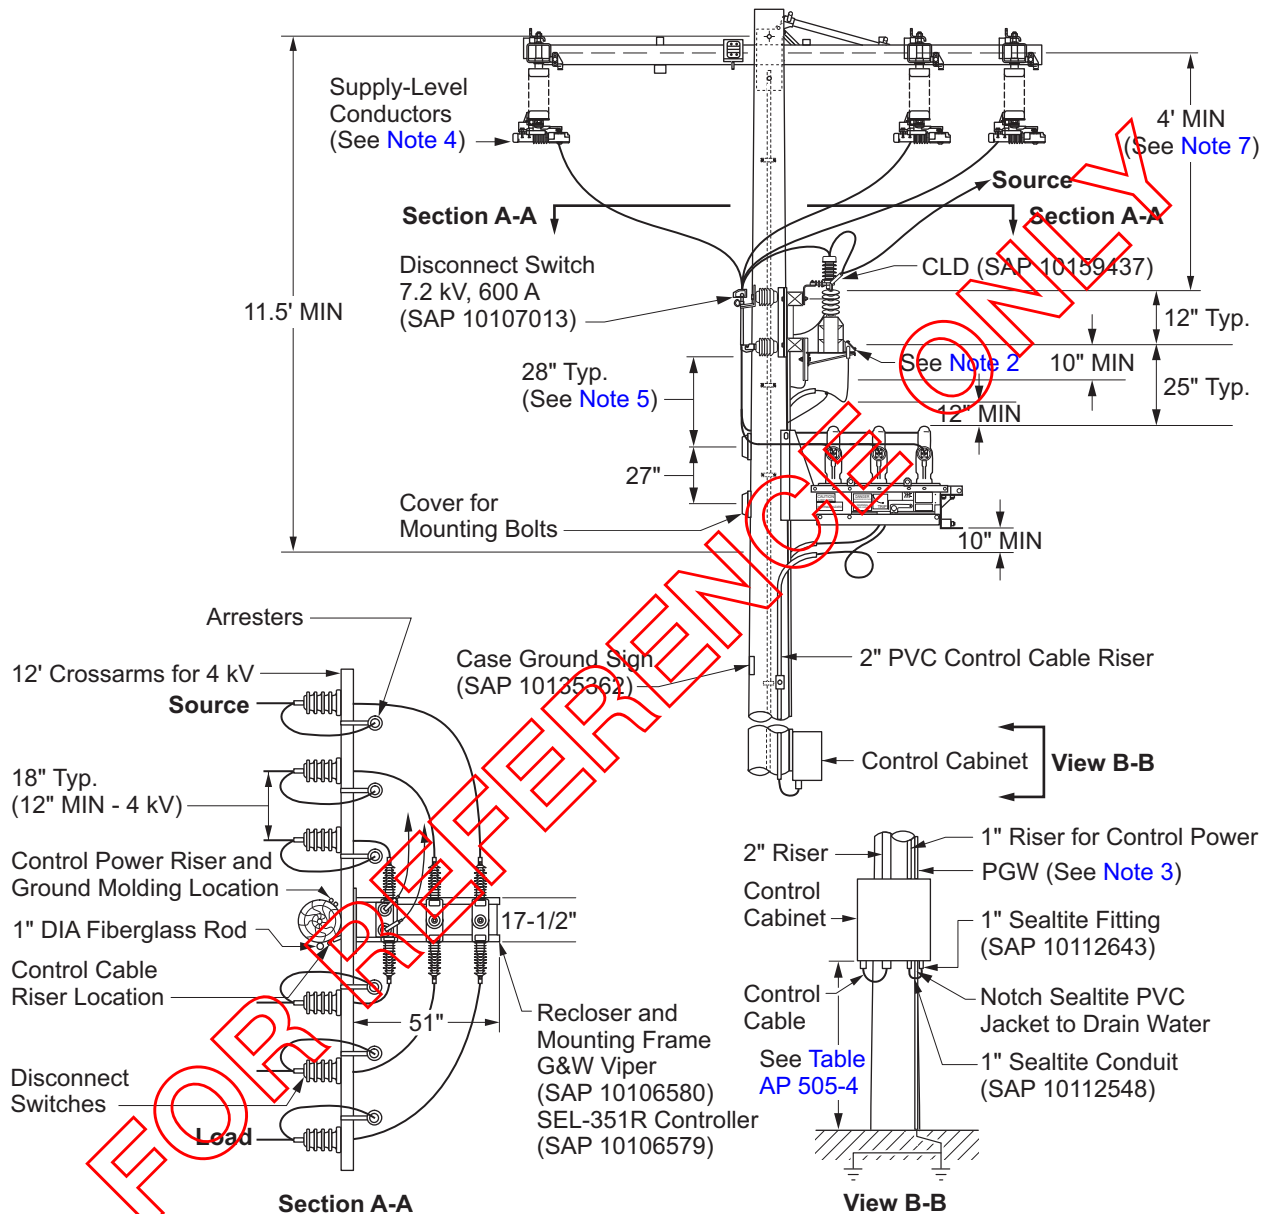 Supply-Level
Conductors
(See Note 4)
4' MIN
(See Note 7)
Source
Section A-A
Section A-A
Disconnect Switch
7.2 kV, 600 A
(SAP 10107013)
CLD (SAP 10159437)
11.5' MIN
12" Typ.
28" Typ.
(See Note 5)
See Note 2
10" MIN
25" Typ.
12" MIN
27"
Cover for
Mounting Bolts
10" MIN
Arresters
12' Crossarms for 4 kV
Source
Case Ground Sign
(SAP 10135362)
2" PVC Control Cable Riser
18" Typ.
(12" MIN - 4 kV)
Control Cabinet
View B-B
Control Power Riser and
Ground Molding Location
1" DIA Fiberglass Rod
Control Cable
Riser Location
17-1/2"
51"
Disconnect
Switches
Load
Recloser and
Mounting Frame
G&W Viper
(SAP 10106580)
SEL-351R Controller
(SAP 10106579)
Section A-A
2" Riser
1" Riser for Control Power
PGW (See Note 3)
Control
Cabinet
1" Sealtite Fitting
(SAP 10112643)
Control
Cable
Notch Sealtite PVC
Jacket to Drain Water
See Table
AP 505-4
1" Sealtite Conduit
(SAP 10112548)
View B-B
FOR REFERENCE ONLY